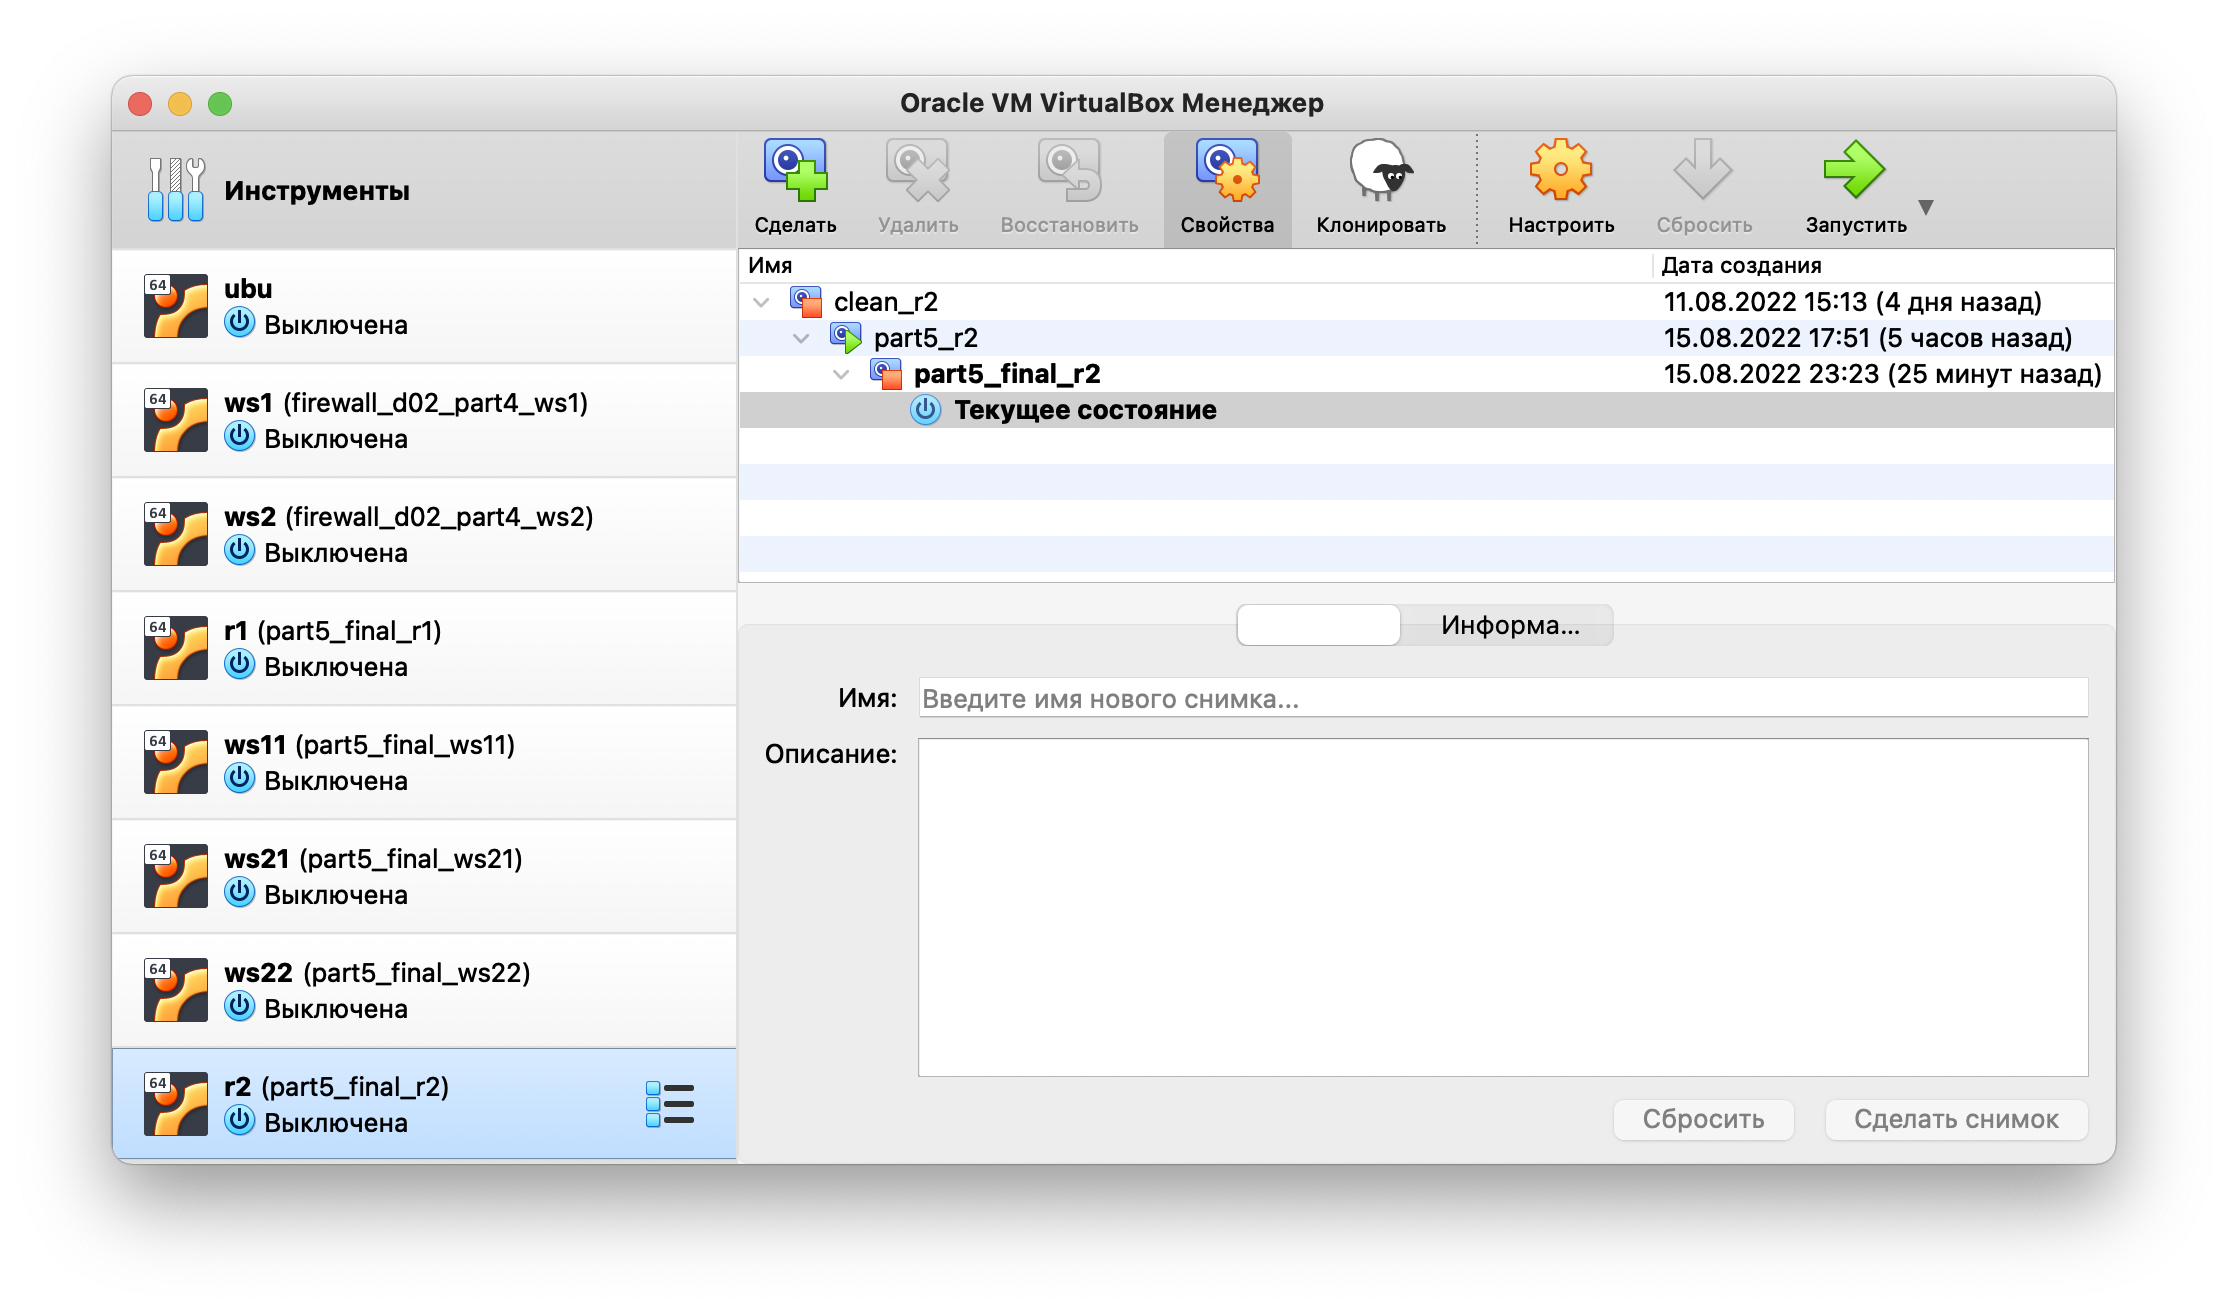 Oracle VM VirtualBox Менеджер
Инструменты
Сделать
Удалить
Восстановить
Свойства
Клонировать
Настроить
Сбросить
Запустить
64
ubu
Выключена
64
ws1 (firewall_d02_part4_ws1)
Выключена
64
ws2 (firewall_d02_part4_ws2)
Выключена
64
r1 (part5_final_r1)
Выключена
64
ws11 (part5_final_ws11)
Выключена
64
ws21 (part5_final_ws21)
Выключена
64
ws22 (part5_final_ws22)
Выключена
64
r2 (part5_final_r2)
Выключена
Имя Дата создания
clean_r2 11.08.2022 15:13 (4 дня назад)
part5_r2 15.08.2022 17:51 (5 часов назад)
part5_final_r2 15.08.2022 23:23 (25 минут назад)
Текущее состояние
Информа...
Имя: Введите имя нового снимка...
Описание:
Сбросить Сделать снимок